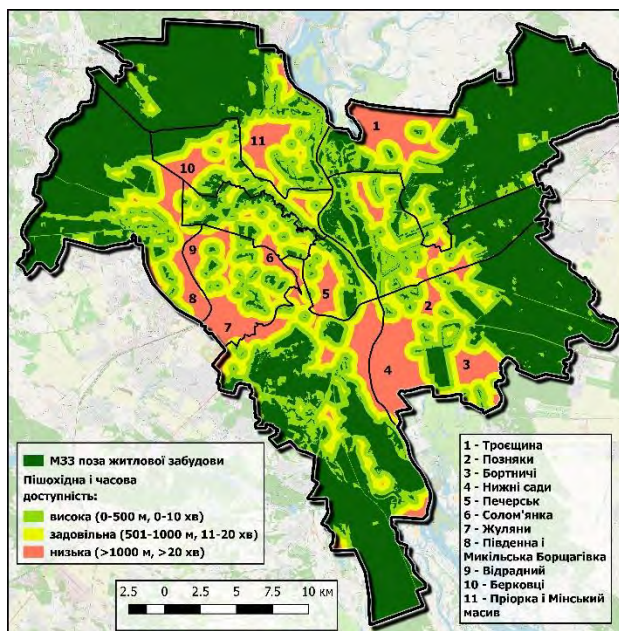 1
11
10
9
6
5
8
7
2
4
3
МЗЗ поза житлової забудови
Пішохідна і часова
доступність:
висока (0-500 м, 0-10 хв)
задовільна (501-1000 м, 11-20 хв)
низька (>1000 м, >20 хв)
2.5 0 2.5 5 7.5 10 км
1 - Троєщина
2 - Позняки
3 - Бортничі
4 - Нижні сади
5 - Печерськ
6 - Солом'янка
7 - Жуляни
8 - Південна і
Микільська Борщагівка
9 - Відрадний
10 - Берковці
11 - Пріорка і Мінський
масив